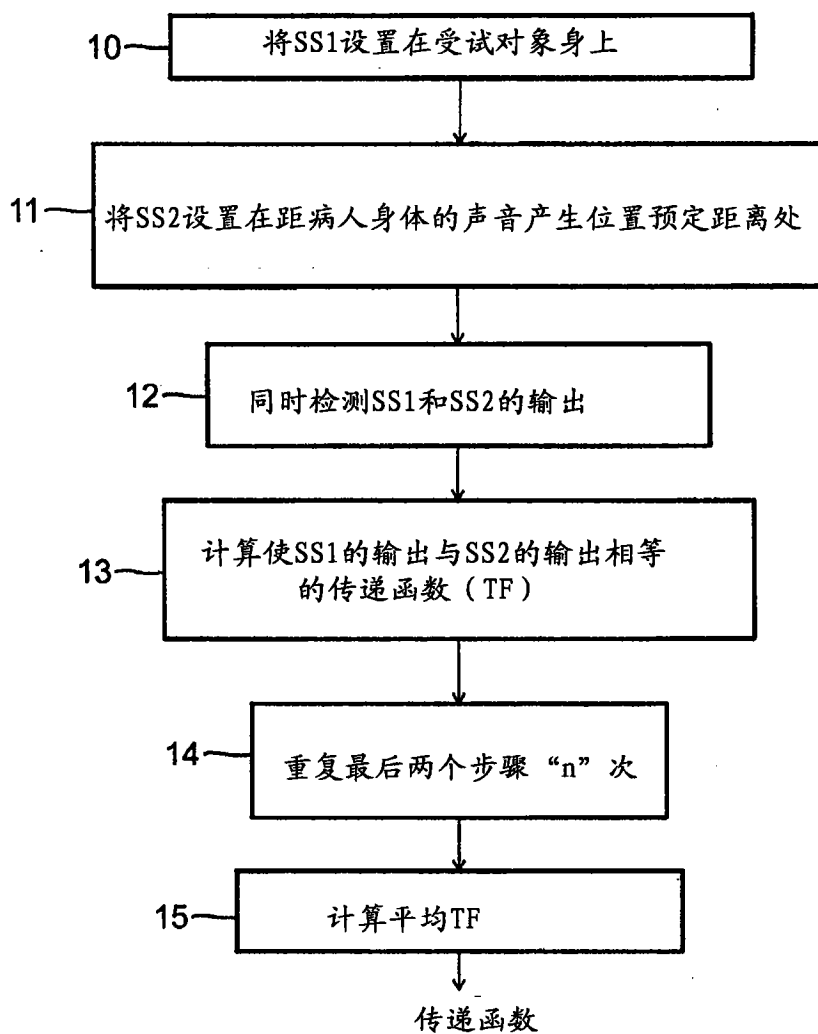 10
将SS1设置在受试对象身上
11
将SS2设置在距病人身体的声音产生位置预定距离处
12
同时检测SS1和SS2的输出
13
计算使SS1的输出与SS2的输出相等
的传递函数（TF）
14
重复最后两个步骤“n”次
15
计算平均TF
传递函数